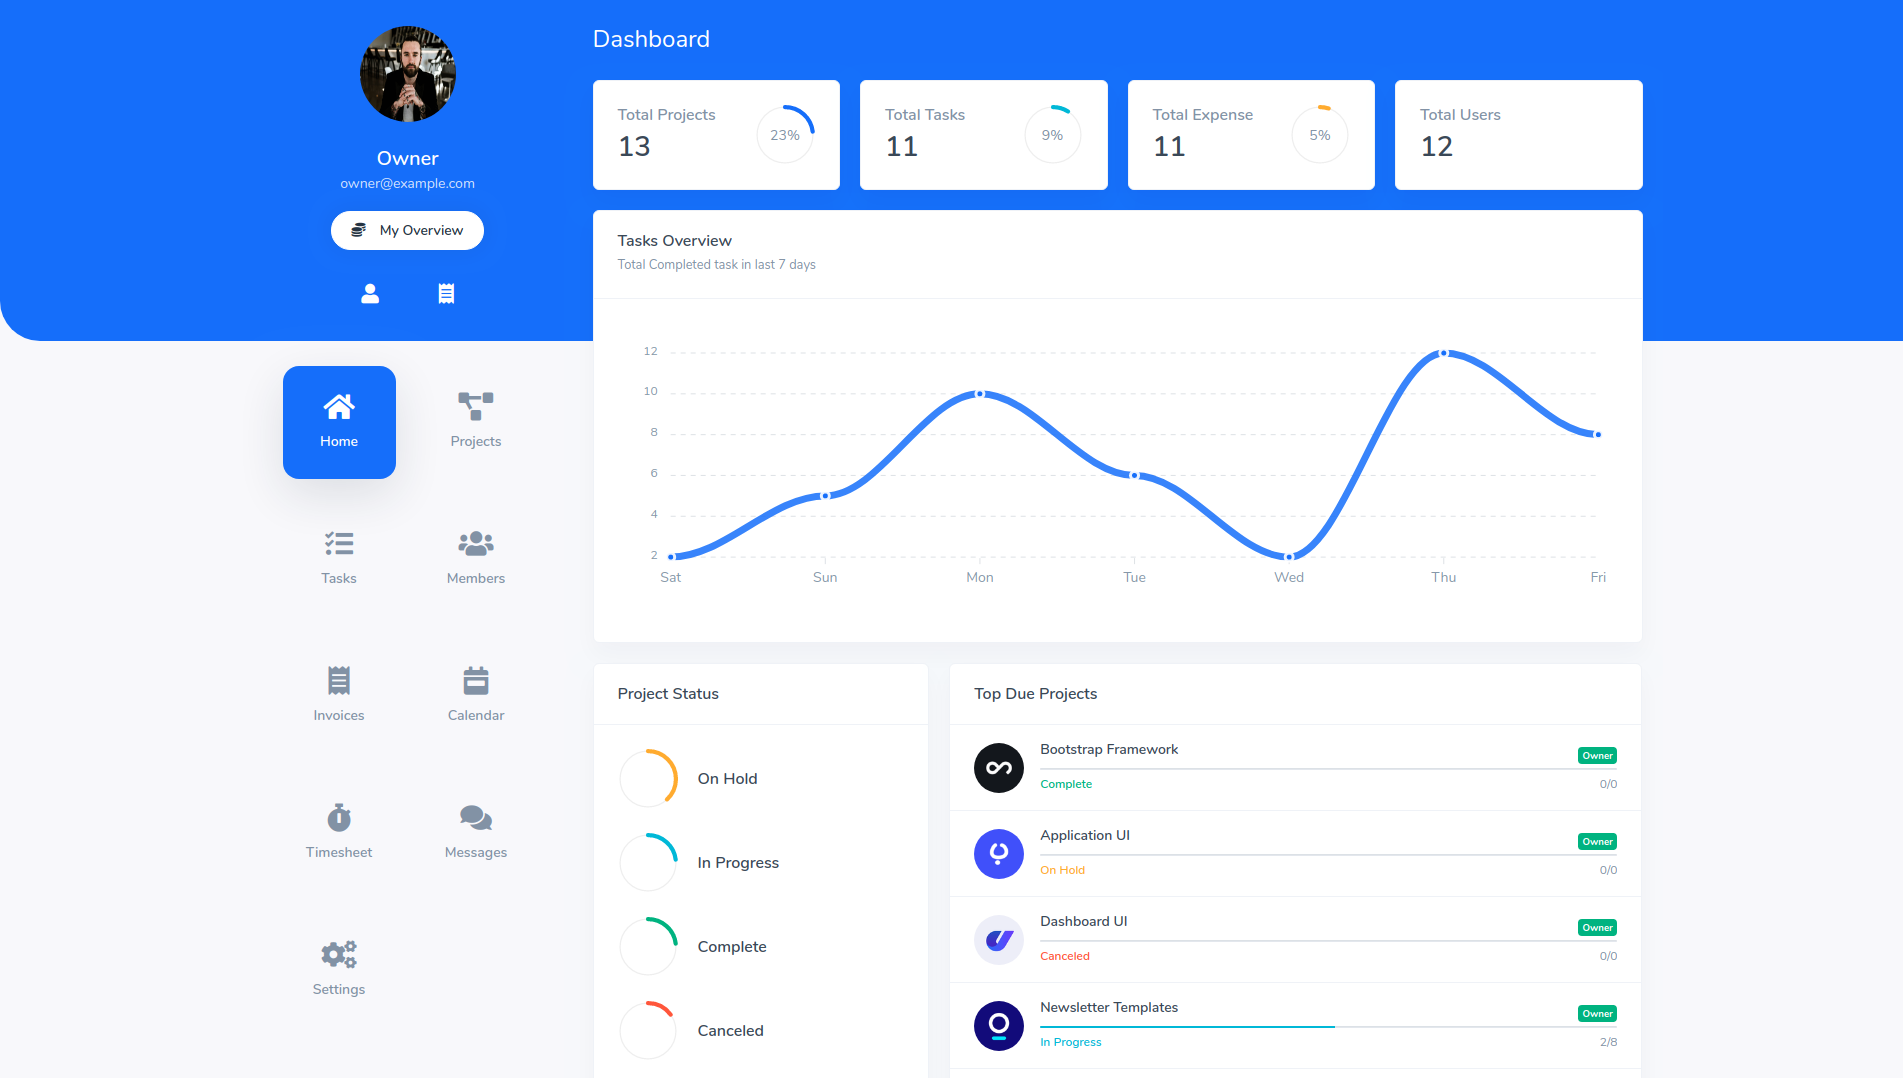 Owner
owner@example.com
My Overview
Home
Projects
Tasks
Members
Invoices
Calendar
Timesheet
Messages
Settings
Dashboard
Total Projects
13
23%
Total Tasks
11
9%
Total Expense
11
5%
Total Users
12
Tasks Overview
Total Completed task in last 7 days
12
10
8
6
4
2
Sat Sun Mon Tue Wed Thu Fri
Project Status
On Hold
In Progress
Complete
Canceled
Top Due Projects
Bootstrap Framework
Owner
Complete 0/0
Application UI
Owner
On Hold 0/0
Dashboard UI
Owner
Canceled 0/0
Newsletter Templates
Owner
In Progress 2/8